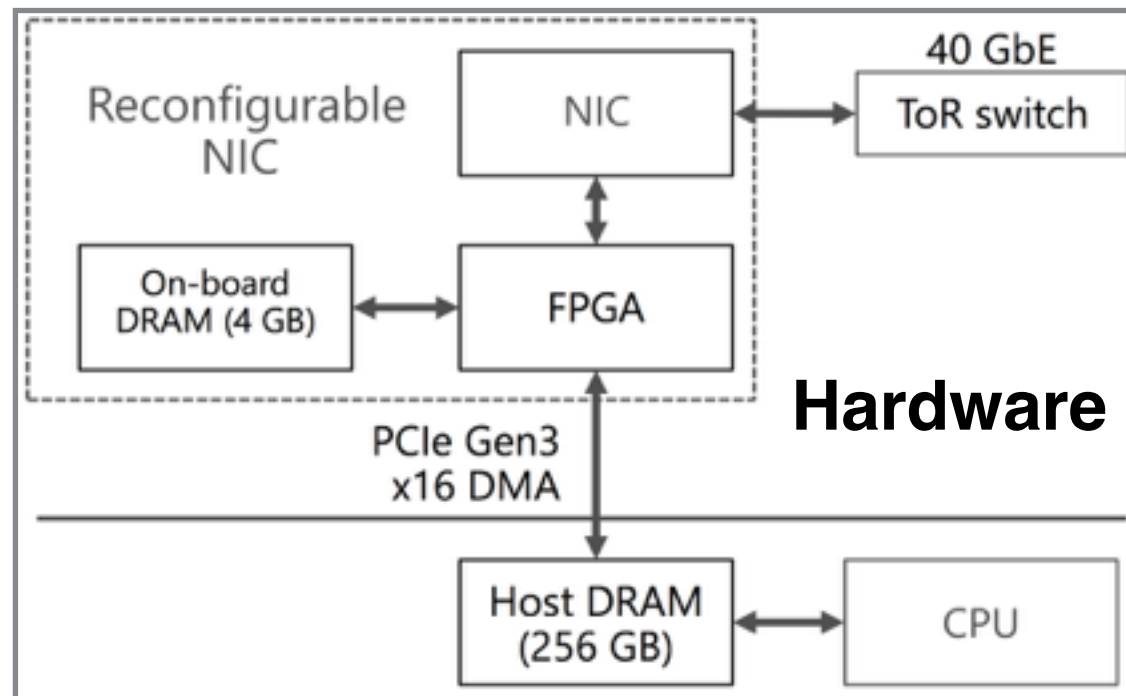 40 GbE
Reconfigurable
NIC
NIC
ToR switch
On-board
DRAM (4 GB)
FPGA
Hardware
PCIe Gen3
x16 DMA
Host DRAM
(256 GB)
CPU